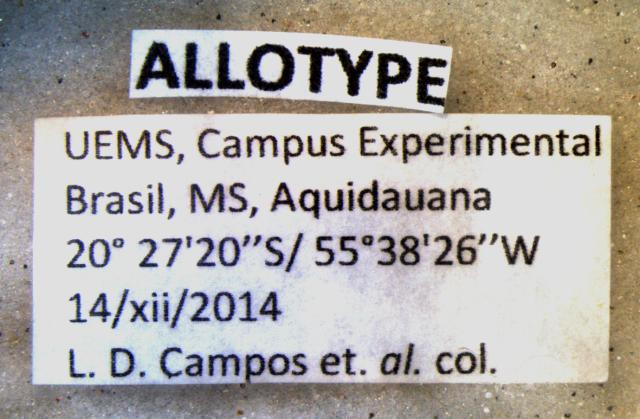 ALLOTYPE
UEMS, Campus Experimental
Brasil, MS, Aquidauana
20° 27'20''S/ 55°38'26''W
14/xii/2014
L. D. Campos et. al. col.